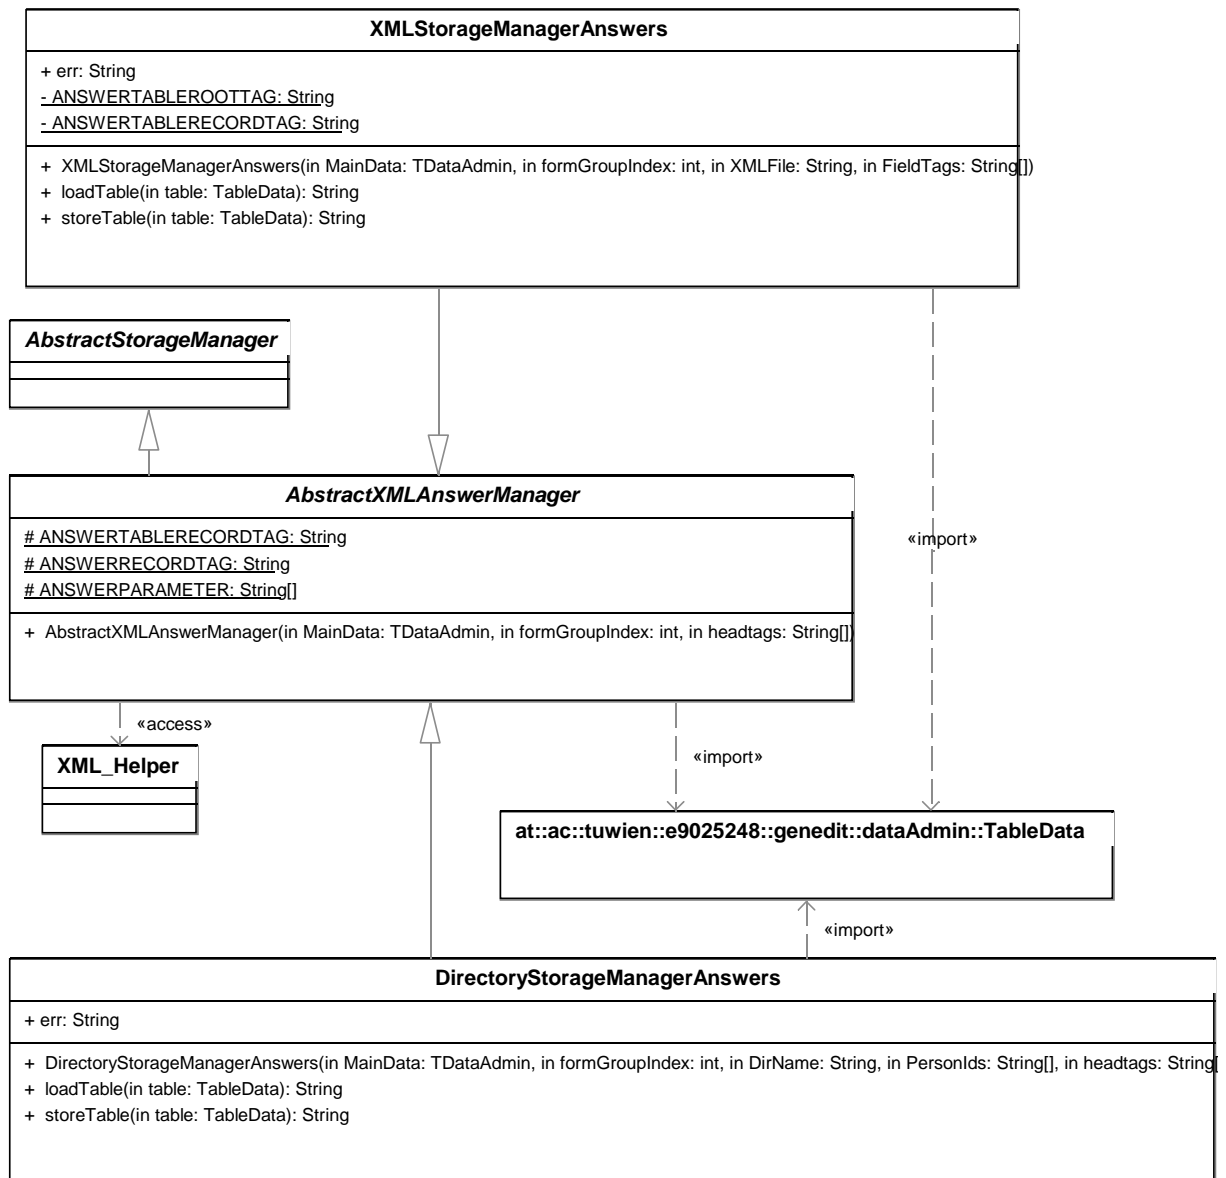 XMLStorageManagerAnswers
+ err: String
- ANSWERTABLEROOTTAG: String
- ANSWERTABLERECORDTAG: String
+ XMLStorageManagerAnswers(in MainData: TDataAdmin, in formGroupIndex: int, in XMLFile: String, in FieldTags: String[])
+ loadTable(in table: TableData): String
+ storeTable(in table: TableData): String
AbstractStorageManager
AbstractXMLAnswerManager
# ANSWERTABLERECORDTAG: String
# ANSWERRECORDTAG: String
# ANSWERPARAMETER: String[]
+ AbstractXMLAnswerManager(in MainData: TDataAdmin, in formGroupIndex: int, in headtags: String[])
«import»
«access»
XML_Helper
«import»
at::ac::tuwien::e9025248::genedit::dataAdmin::TableData
«import»
DirectoryStorageManagerAnswers
+ err: String
+ DirectoryStorageManagerAnswers(in MainData: TDataAdmin, in formGroupIndex: int, in DirName: String, in PersonIds: String[], in headtags: String[
+ loadTable(in table: TableData): String
+ storeTable(in table: TableData): String